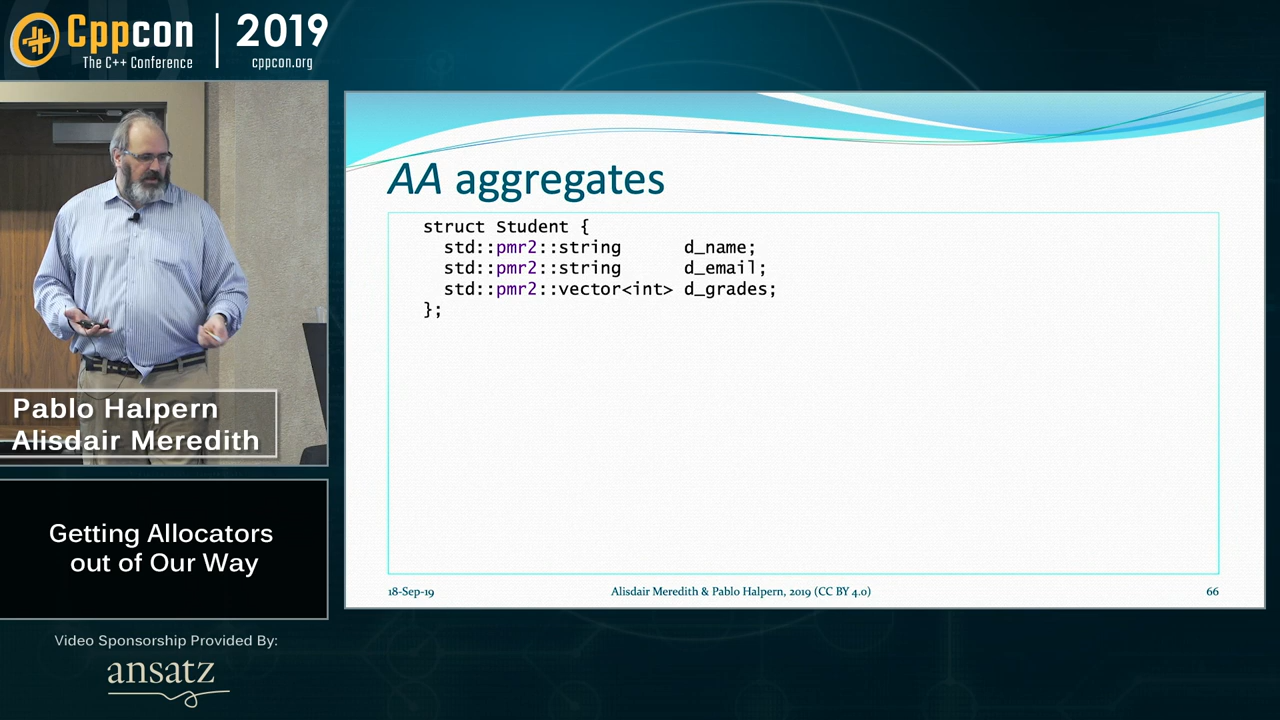 Cppcon
The C++ Conference
2019
cppcon.org
Pablo Halpern
Alisdair Meredith
Getting Allocators
out of Our Way
Video Sponsorship Provided By:
ansatz
AA aggregates
struct Student {
  std::pmr2::string      d_name;
  std::pmr2::string      d_email;
  std::pmr2::vector<int> d_grades;
};
18-Sep-19
Alisdair Meredith & Pablo Halpern, 2019 (CC BY 4.0)
66